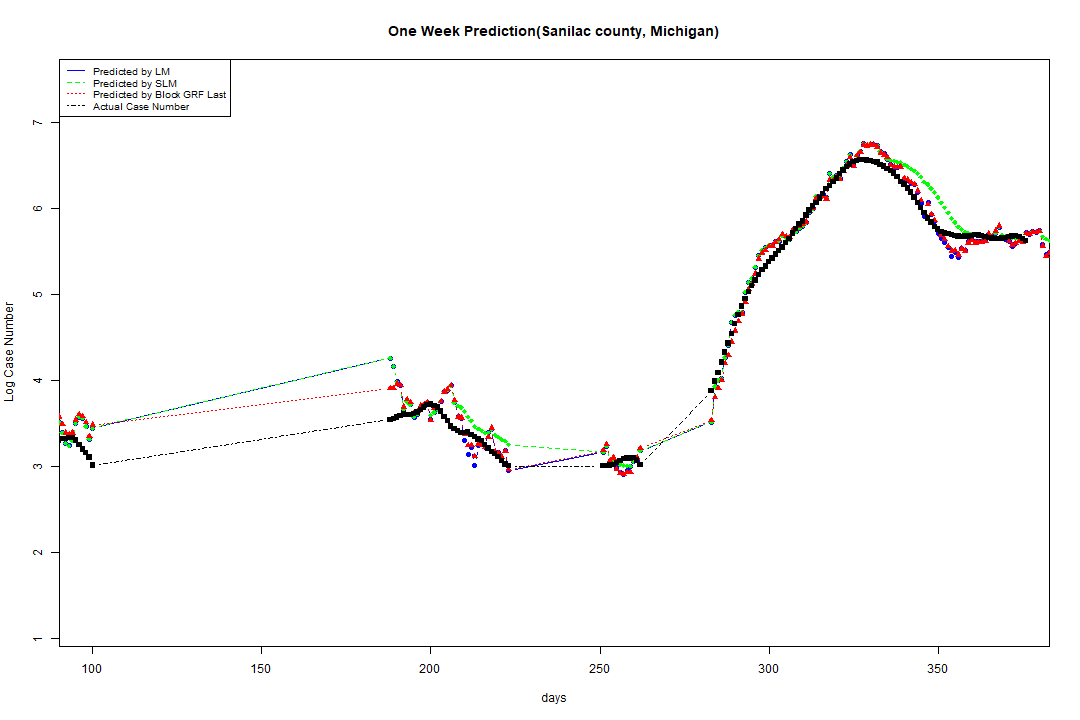 One Week Prediction(Sanilac county, Michigan)
Predicted by LM
Predicted by SLM
Predicted by Block GRF Last
Actual Case Number
Log Case Number
7
6
5
4
3
2
1
100 150 200 250 300 350
days